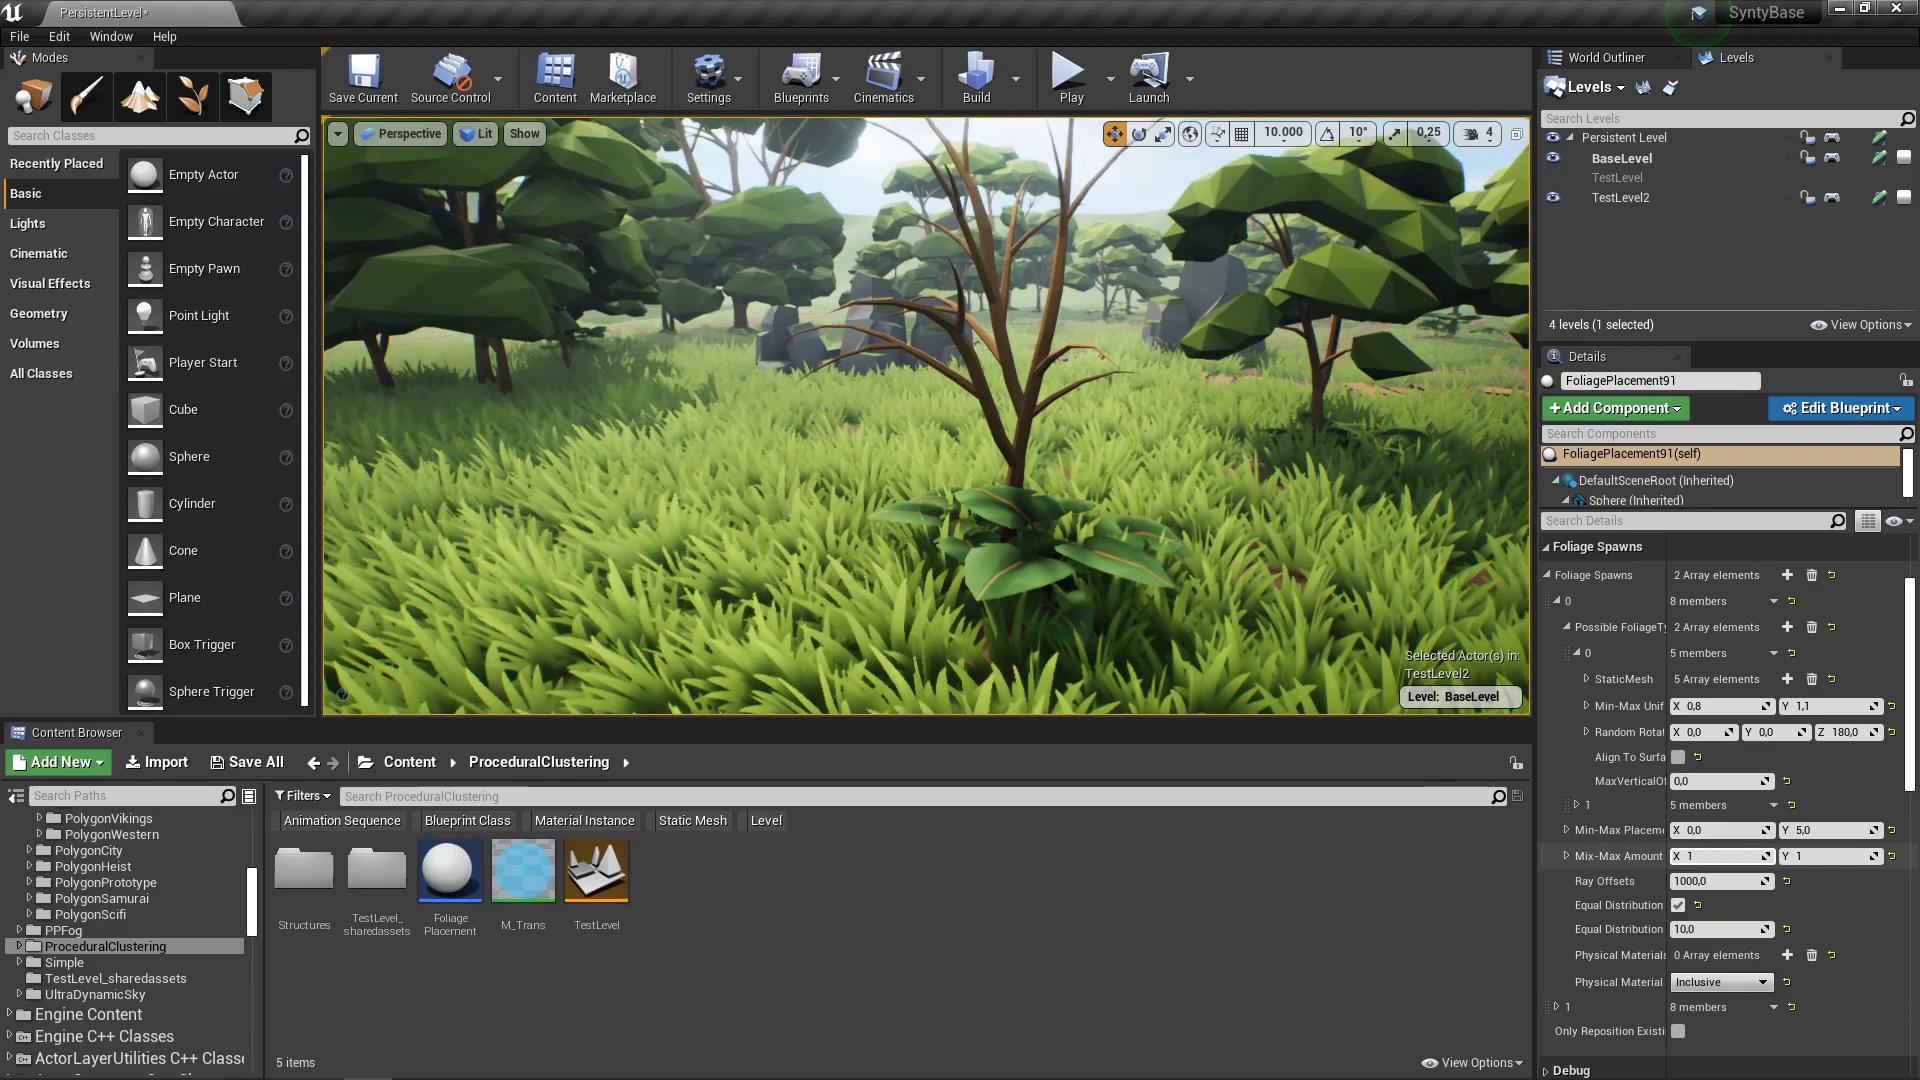 PersistentLevel•
SyntyBase
File Edit Window Help
Modes
Search Classes
Recently Placed
Basic
Lights
Cinematic
Visual Effects
Geometry
Volumes
All Classes
Empty Actor
Empty Character
Empty Pawn
Point Light
Player Start
Cube
Sphere
Cylinder
Cone
Plane
Box Trigger
Sphere Trigger
Save Current Source Control Content Marketplace Settings Blueprints Cinematics Build Play Launch
Perspective Lit Show
10.000 10° 0,25 4
Selected Actor(s) in:
TestLevel2
Level: BaseLevel
World Outliner Levels
Levels
Search Levels
Persistent Level
BaseLevel
TestLevel
TestLevel2
4 levels (1 selected) View Options
Details
FoliagePlacement91
+Add Component Edit Blueprint
Search Components
FoliagePlacement91(self)
DefaultSceneRoot (Inherited)
Sphere (Inherited)
Search Details
Foliage Spawns
Foliage Spawns 2 Array elements
0 8 members
Possible FoliageTy 2 Array elements
0 5 members
StaticMesh 5 Array elements
Min-Max Unif X 0,8 Y 1,1
Random Rotat X 0,0 Y 0,0 Z 180,0
Align To Surfa
MaxVerticalOf 0,0
1 5 members
Min-Max Placem X 0,0 Y 5,0
Mix-Max Amount X 1 Y 1
Ray Offsets 1000,0
Equal Distribution
Equal Distribution 10,0
Physical Materials 0 Array elements
Physical Material Inclusive
1 8 members
Only Reposition Existi
Debug
Content Browser
Add New Import Save All Content ProceduralClustering
Search Paths
PolygonVikings
PolygonWestern
PolygonCity
PolygonHeist
PolygonPrototype
PolygonSamurai
PolygonScifi
PPFog
ProceduralClustering
Simple
TestLevel_sharedassets
UltraDynamicSky
Engine Content
Engine C++ Classes
ActorLayerUtilities C++ Classe
Filters Search ProceduralClustering
Animation Sequence Blueprint Class Material Instance Static Mesh Level
Structures
TestLevel_
sharedassets
Foliage
Placement
M_Trans
TestLevel
5 items View Options